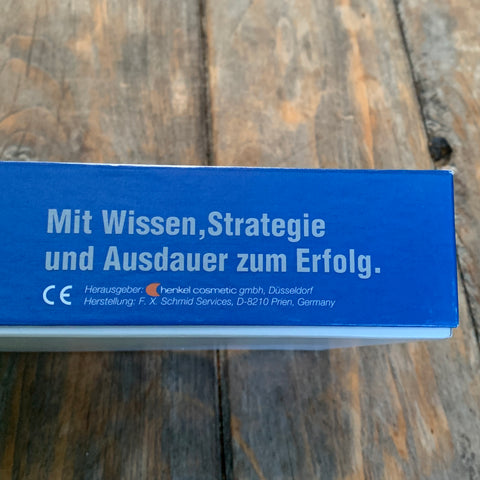 Mit Wissen,Strategie
und Ausdauer zum Erfolg.
CE Herausgeber: henkel cosmetic gmbh, Düsseldorf
Herstellung: F. X. Schmid Services, D-8210 Prien, Germany